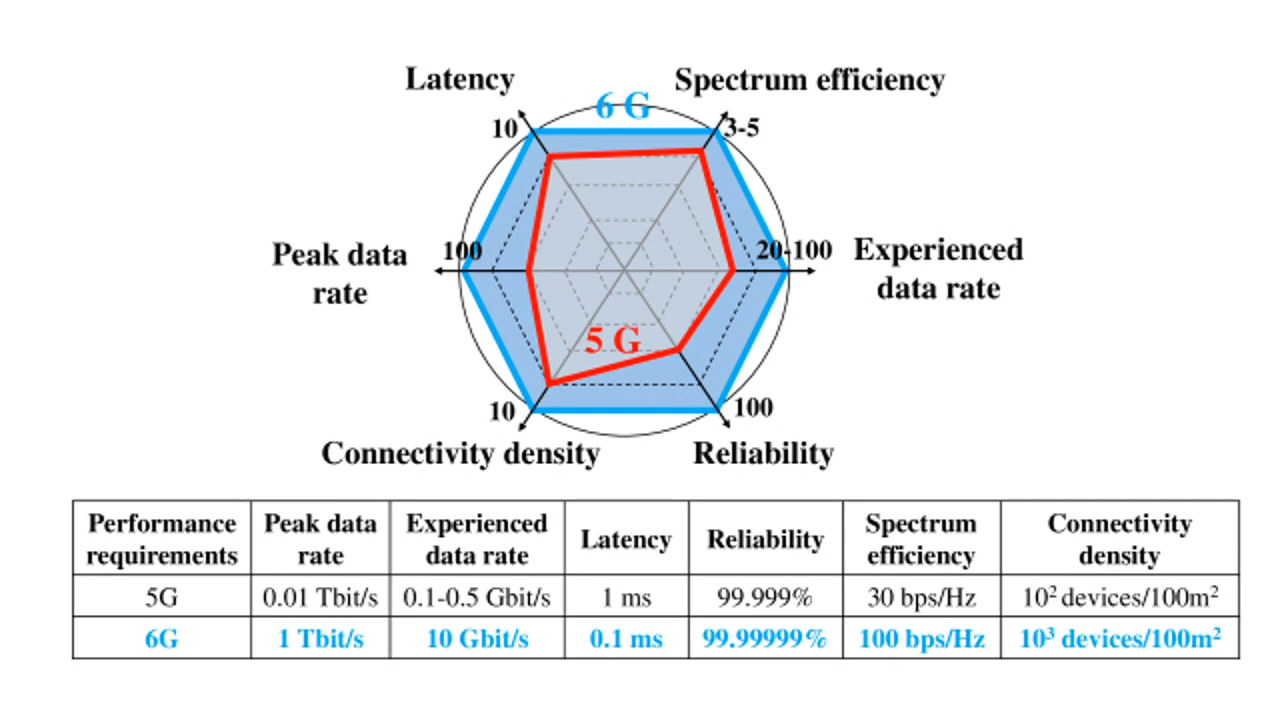 Latency
Spectrum efficiency
6 G
10
3-5
Peak data
rate
100
20-100
Experienced
data rate
5 G
10
100
Connectivity density
Reliability
Performance requirements | Peak data rate | Experienced data rate | Latency | Reliability | Spectrum efficiency | Connectivity density
5G | 0.01 Tbit/s | 0.1-0.5 Gbit/s | 1 ms | 99.999% | 30 bps/Hz | 10² devices/100m²
6G | 1 Tbit/s | 10 Gbit/s | 0.1 ms | 99.99999% | 100 bps/Hz | 10³ devices/100m²